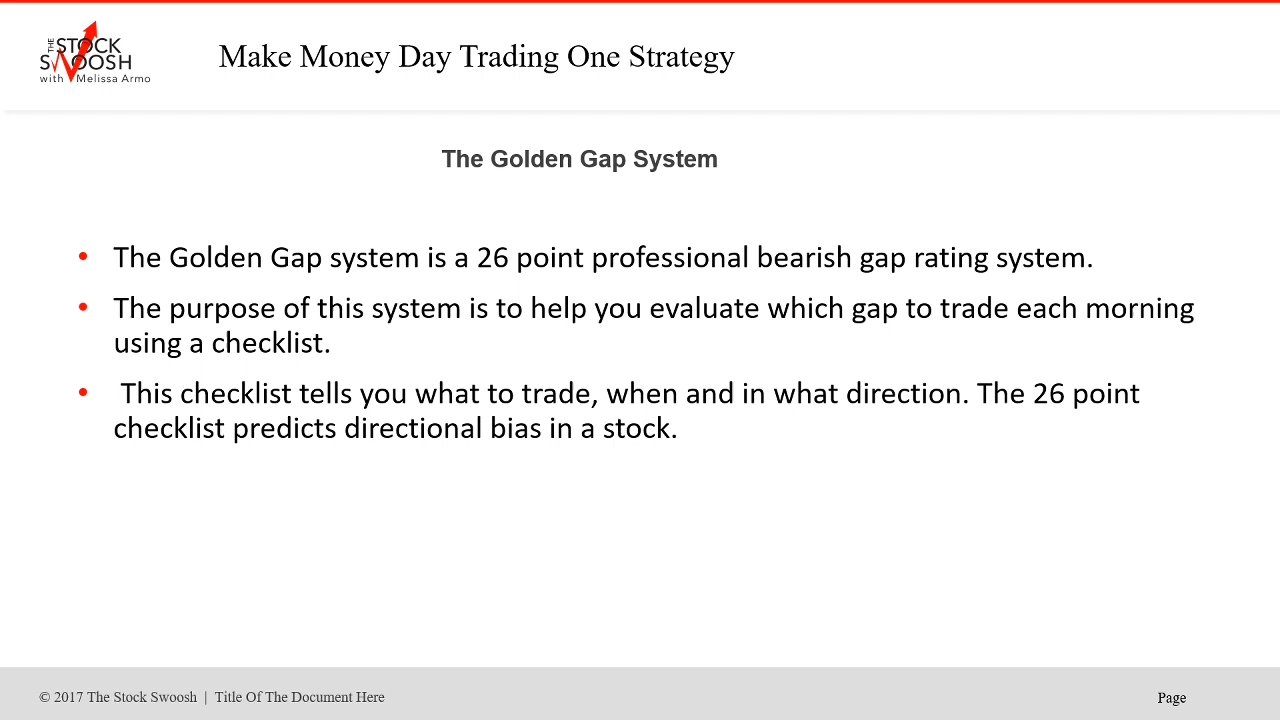 THE
STOCK
SWOOSH
with Melissa Armo
Make Money Day Trading One Strategy
The Golden Gap System
• The Golden Gap system is a 26 point professional bearish gap rating system.
• The purpose of this system is to help you evaluate which gap to trade each morning
using a checklist.
• This checklist tells you what to trade, when and in what direction. The 26 point
checklist predicts directional bias in a stock.
© 2017 The Stock Swoosh | Title Of The Document Here
Page